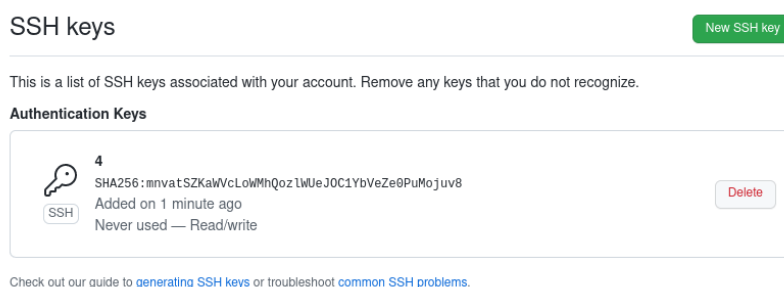 SSH keys
New SSH key
This is a list of SSH keys associated with your account. Remove any keys that you do not recognize.
Authentication Keys
4
SHA256:mnvatSZKaWVcLoWMhQozlWUeJOC1YbVeZe0PuMojuv8
Added on 1 minute ago
Never used — Read/write
SSH
Delete
Check out our guide to generating SSH keys or troubleshoot common SSH problems.